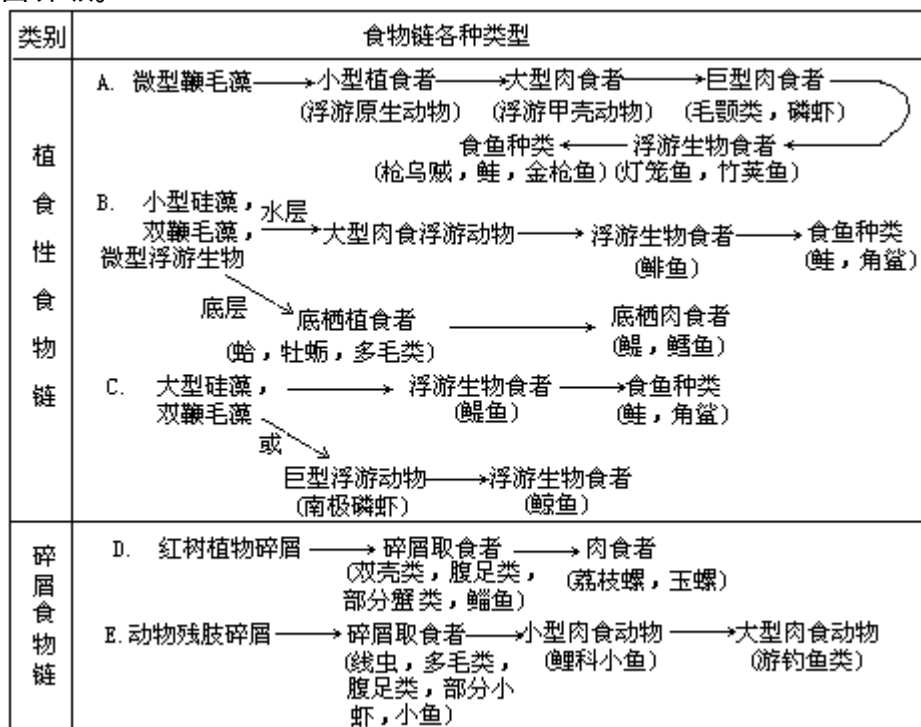 类别 食物链各种类型
植食性食物链
A. 微型鞭毛藻 小型植食者 大型肉食者 巨型肉食者
(浮游原生动物) (浮游甲壳动物) (毛颚类，磷虾)
食鱼种类 浮游生物食者
(枪乌贼，鲑，金枪鱼) (灯笼鱼，竹荚鱼)
B. 小型硅藻， 水层
双鞭毛藻， 大型肉食浮游动物 浮游生物食者 食鱼种类
微型浮游生物 (鲱鱼) (鲑，角鲨)
底层 底栖植食者 底栖肉食者
(蛤，牡蛎，多毛类) (鳀，鳕鱼)
C. 大型硅藻， 浮游生物食者 食鱼种类
双鞭毛藻 (鳀鱼) (鲑，角鲨)
或
巨型浮游动物 浮游生物食者
(南极磷虾) (鲸鱼)
碎屑食物链
D. 红树植物碎屑 碎屑取食者 肉食者
(双壳类，腹足类， (荔枝螺，玉螺)
部分蟹类，鲻鱼)
E.动物残肢碎屑 碎屑取食者 小型肉食动物 大型肉食动物
(线虫，多毛类， (鲤科小鱼) (游钓鱼类)
腹足类，部分小
虾，小鱼)